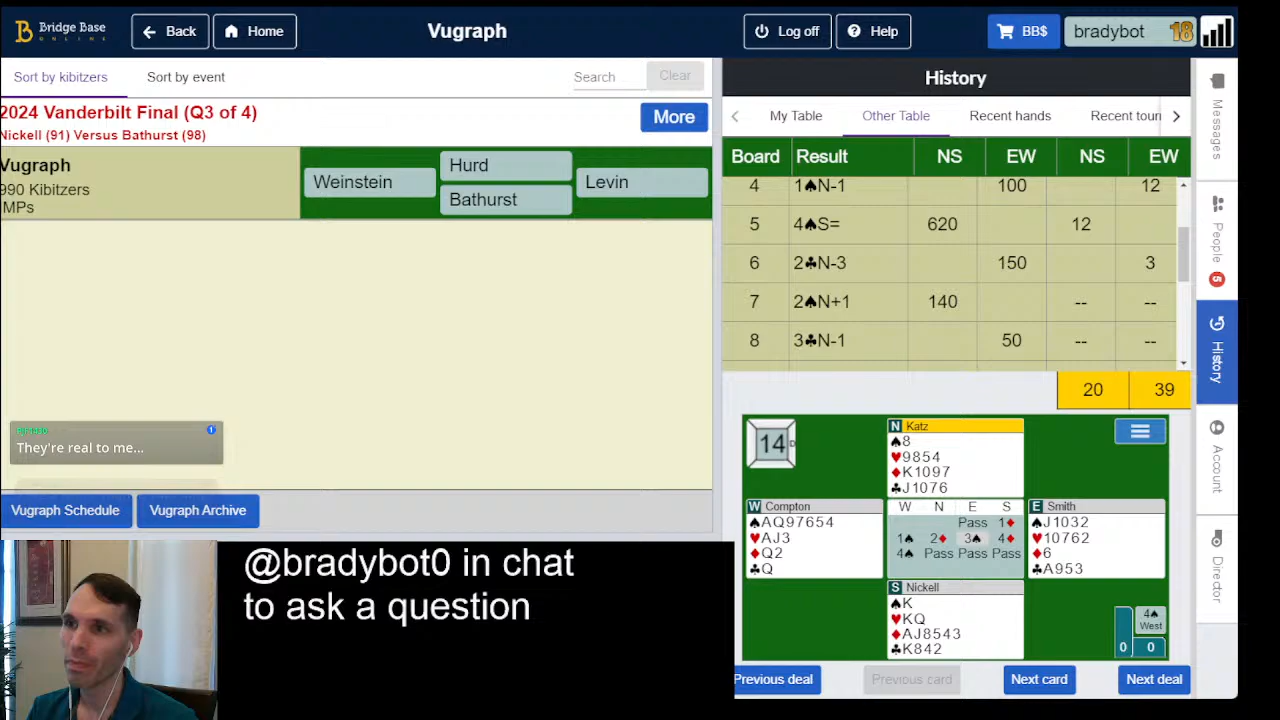 Bridge Base
ONLINE
Back
Home
Vugraph
Log off
Help
BB$
bradybot
18
Sort by kibitzers
Sort by event
Search
Clear
2024 Vanderbilt Final (Q3 of 4)
Nickell (91) Versus Bathurst (98)
More
Vugraph
990 Kibitzers
MPs
Weinstein
Hurd
Bathurst
Levin
They're real to me...
Vugraph Schedule
Vugraph Archive
@bradybot0 in chat
to ask a question
History
My Table
Other Table
Recent hands
Recent tourn
Board Result NS EW NS EW
4 1♠N-1 100 12
5 4♠S= 620 12
6 2♣N-3 150 3
7 2♠N+1 140 -- --
8 3♣N-1 50 -- --
20 39
14
N Katz
♠8
♥9854
♦K1097
♣J1076
W Compton
♠AQ97654
♥AJ3
♦Q2
♣Q
W N E S
Pass 1♦
1♠ 2♦ 3♠ 4♦
4♠ Pass Pass Pass
E Smith
♠J1032
♥10762
♦6
♣A953
S Nickell
♠K
♥KQ
♦AJ8543
♣K842
4♠
West
0 0
Previous deal
Previous card
Next card
Next deal
Messages
People
5
History
Account
Director